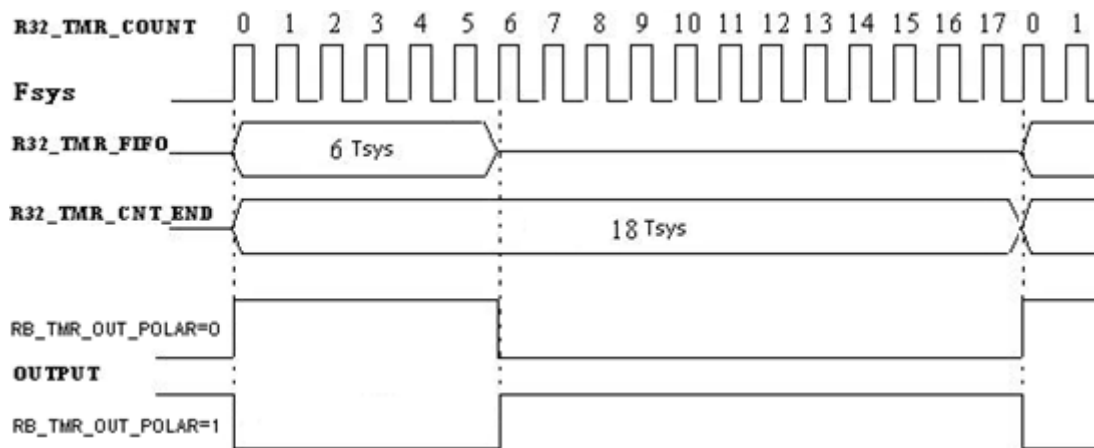 R32_TMR_COUNT 0 1 2 3 4 5 6 7 8 9 10 11 12 13 14 15 16 17 0 1
Fsys
R32_TMR_FIFO 6 Tsys
R32_TMR_CNT_END 18 Tsys
RB_TMR_OUT_POLAR=0
OUTPUT
RB_TMR_OUT_POLAR=1